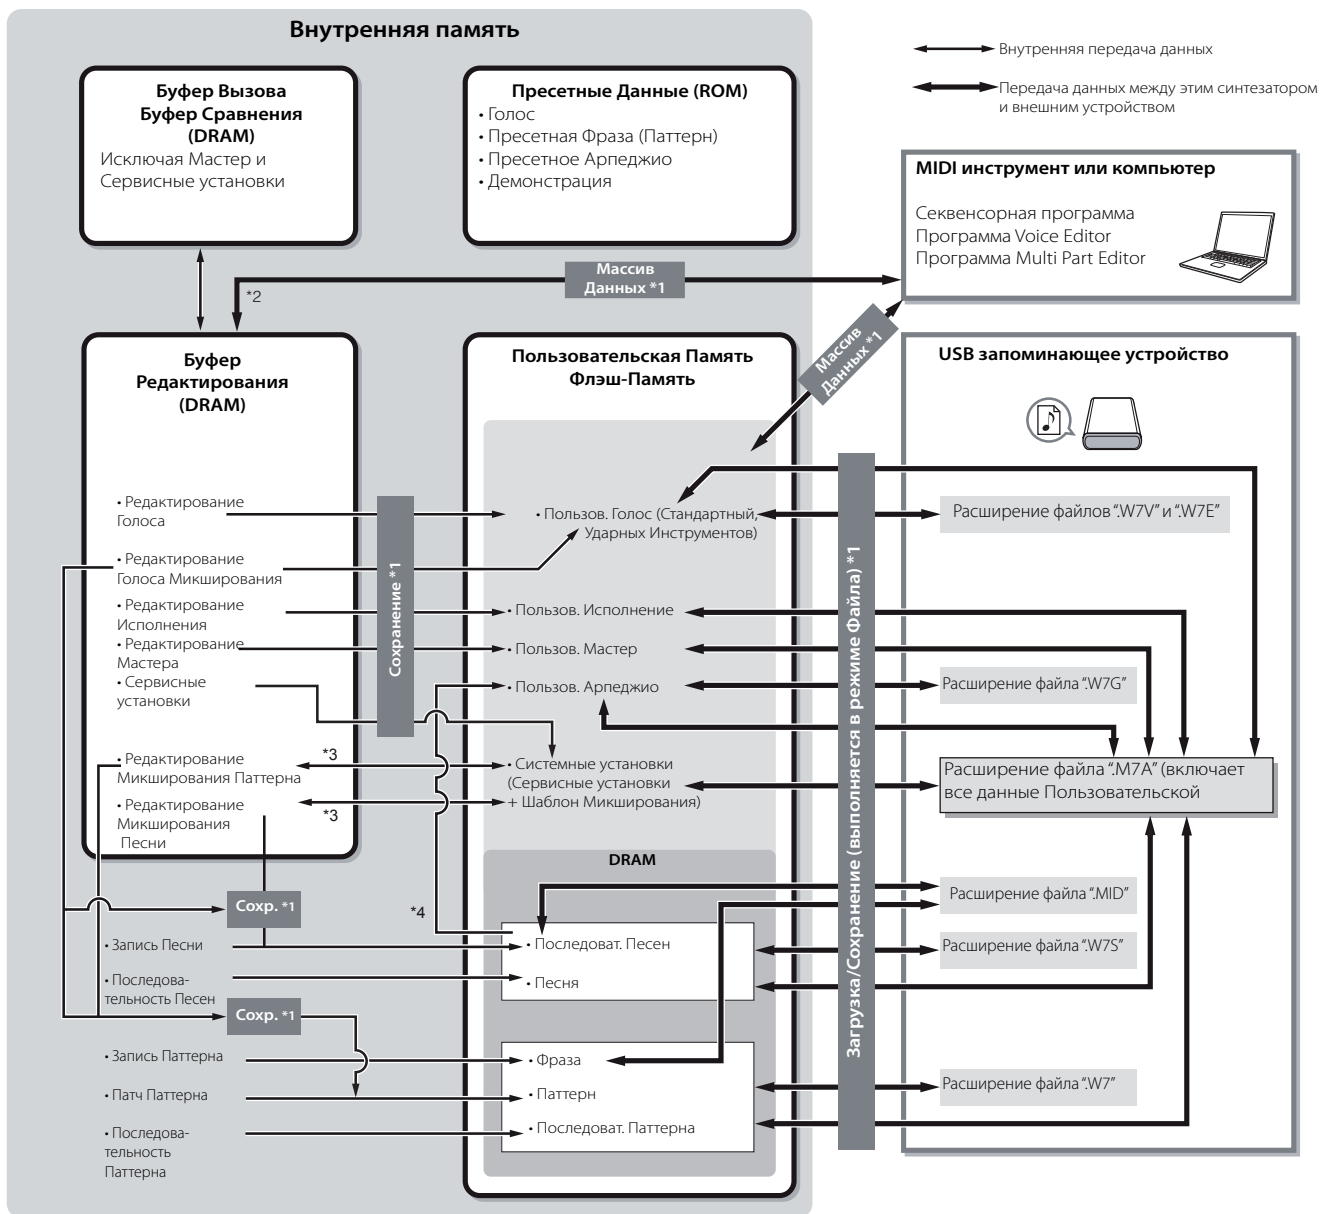 Внутренняя память
Буфер Вызова
Буфер Сравнения
(DRAM)
Исключая Мастер и
Сервисные установки
Пресетные Данные (ROM)
• Голос
• Пресетная Фраза (Паттерн)
• Пресетное Арпеджио
• Демонстрация
Внутренняя передача данных
Передача данных между этим синтезатором
и внешним устройством
MIDI инструмент или компьютер
Секвенсорная программа
Программа Voice Editor
Программа Multi Part Editor
Массив
Данных *1
*2
Массив
Данных *1
Буфер
Редактирования
(DRAM)
• Редактирование
Голоса
• Редактирование
Голоса Микширования
• Редактирование
Исполнения
• Редактирование
Мастера
• Сервисные
установки
• Редактирование
Микширования Паттерна
• Редактирование
Микширования
Песни
Сохранение *1
*3
*3
Пользовательская Память
Флэш-Память
• Пользов. Голос (Стандартный,
Ударных Инструментов)
• Пользов. Исполнение
• Пользов. Мастер
• Пользов. Арпеджио
• Системные установки
(Сервисные установки
+ Шаблон Микширования)
DRAM
• Последоват. Песен
• Песня
• Фраза
• Паттерн
• Последоват. Паттерна
Сохр. *1
*4
• Запись Песни
• Последова-
тельность Песен
Сохр. *1
• Запись Паттерна
• Патч Паттерна
• Последова-
тельность
Паттерна
Загрузка/Сохранение (выполняется в режиме Файла) *1
USB запоминающее устройство
Расширение файлов “.W7V” и “.W7E”
Расширение файла “.W7G”
Расширение файла “.M7A” (включает
все данные Пользовательской
Расширение файла “.MID”
Расширение файла “.W7S”
Расширение файла “.W7”